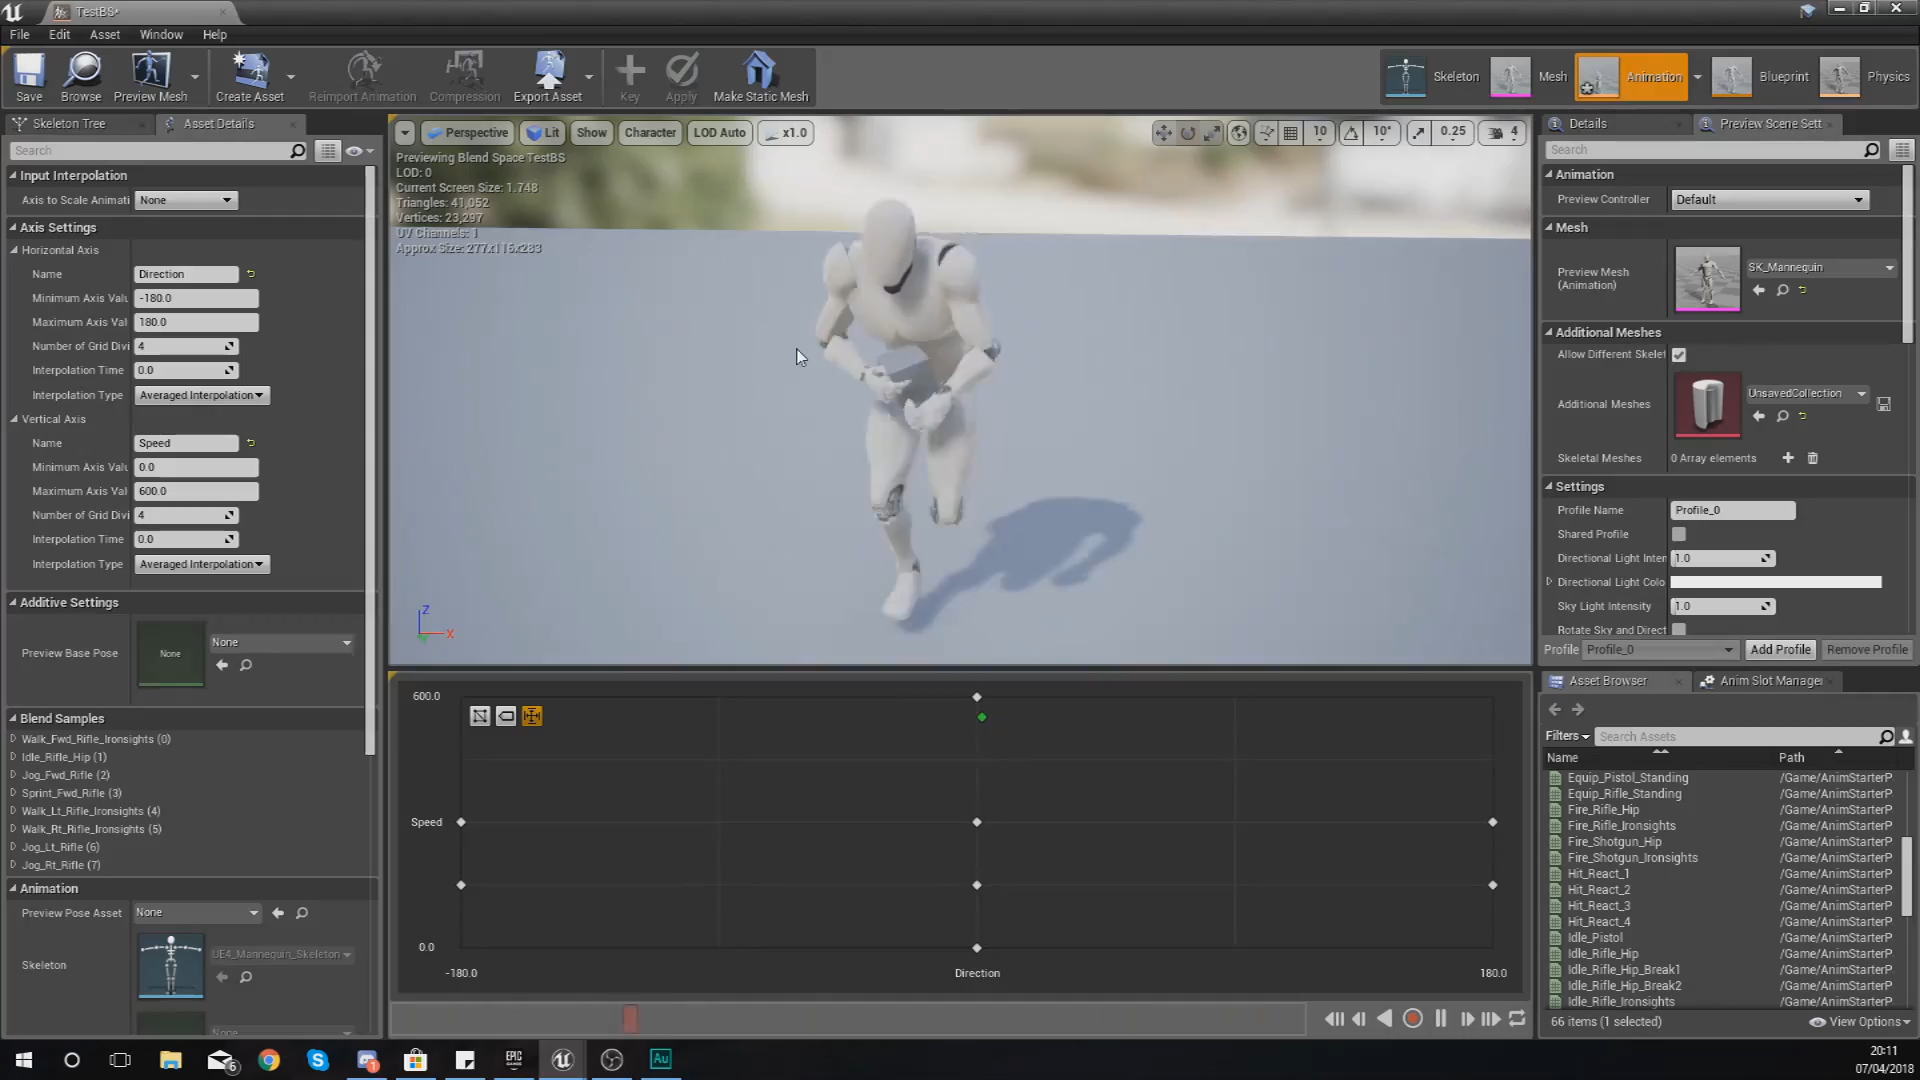 TestBS*
File Edit Asset Window Help
Save Browse Preview Mesh Create Asset Reimport Animation Compression Export Asset Key Apply Make Static Mesh
Skeleton Mesh Animation Blueprint Physics
Skeleton Tree Asset Details
Search
Input Interpolation
Axis to Scale Animati None
Axis Settings
Horizontal Axis
Name Direction
Minimum Axis Valu -180.0
Maximum Axis Val 180.0
Number of Grid Divi 4
Interpolation Time 0.0
Interpolation Type Averaged Interpolation
Vertical Axis
Name Speed
Minimum Axis Valu 0.0
Maximum Axis Val 600.0
Number of Grid Divi 4
Interpolation Time 0.0
Interpolation Type Averaged Interpolation
Additive Settings
Preview Base Pose None None
Blend Samples
Walk_Fwd_Rifle_Ironsights (0)
Idle_Rifle_Hip (1)
Jog_Fwd_Rifle (2)
Sprint_Fwd_Rifle (3)
Walk_Lt_Rifle_Ironsights (4)
Walk_Rt_Rifle_Ironsights (5)
Jog_Lt_Rifle (6)
Jog_Rt_Rifle (7)
Animation
Preview Pose Asset None
Skeleton UE4_Mannequin_Skeleton
None
Perspective Lit Show Character LOD Auto x1.0
10 10° 0.25 4
Previewing Blend Space TestBS
LOD: 0
Current Screen Size: 1.748
Triangles: 41,052
Vertices: 23,297
UV Channels: 1
Approx Size: 277x116x283
Z
X
600.0
Speed
0.0
-180.0 Direction 180.0
Details Preview Scene Sett
Search
Animation
Preview Controller Default
Mesh
Preview Mesh
(Animation)
SK_Mannequin
Additional Meshes
Allow Different Skelet
Additional Meshes UnsavedCollection
Skeletal Meshes 0 Array elements
Settings
Profile Name Profile_0
Shared Profile
Directional Light Inten 1.0
Directional Light Colo
Sky Light Intensity 1.0
Rotate Sky and Direct
Profile Profile_0 Add Profile Remove Profile
Asset Browser Anim Slot Manager
Filters Search Assets
Name Path
Equip_Pistol_Standing /Game/AnimStarterP
Equip_Rifle_Standing /Game/AnimStarterP
Fire_Rifle_Hip /Game/AnimStarterP
Fire_Rifle_Ironsights /Game/AnimStarterP
Fire_Shotgun_Hip /Game/AnimStarterP
Fire_Shotgun_Ironsights /Game/AnimStarterP
Hit_React_1 /Game/AnimStarterP
Hit_React_2 /Game/AnimStarterP
Hit_React_3 /Game/AnimStarterP
Hit_React_4 /Game/AnimStarterP
Idle_Pistol /Game/AnimStarterP
Idle_Rifle_Hip /Game/AnimStarterP
Idle_Rifle_Hip_Break1 /Game/AnimStarterP
Idle_Rifle_Hip_Break2 /Game/AnimStarterP
Idle_Rifle_Ironsights /Game/AnimStarterP
66 items (1 selected) View Options
6 1 EPIC GAMES Au
20:11
07/04/2018